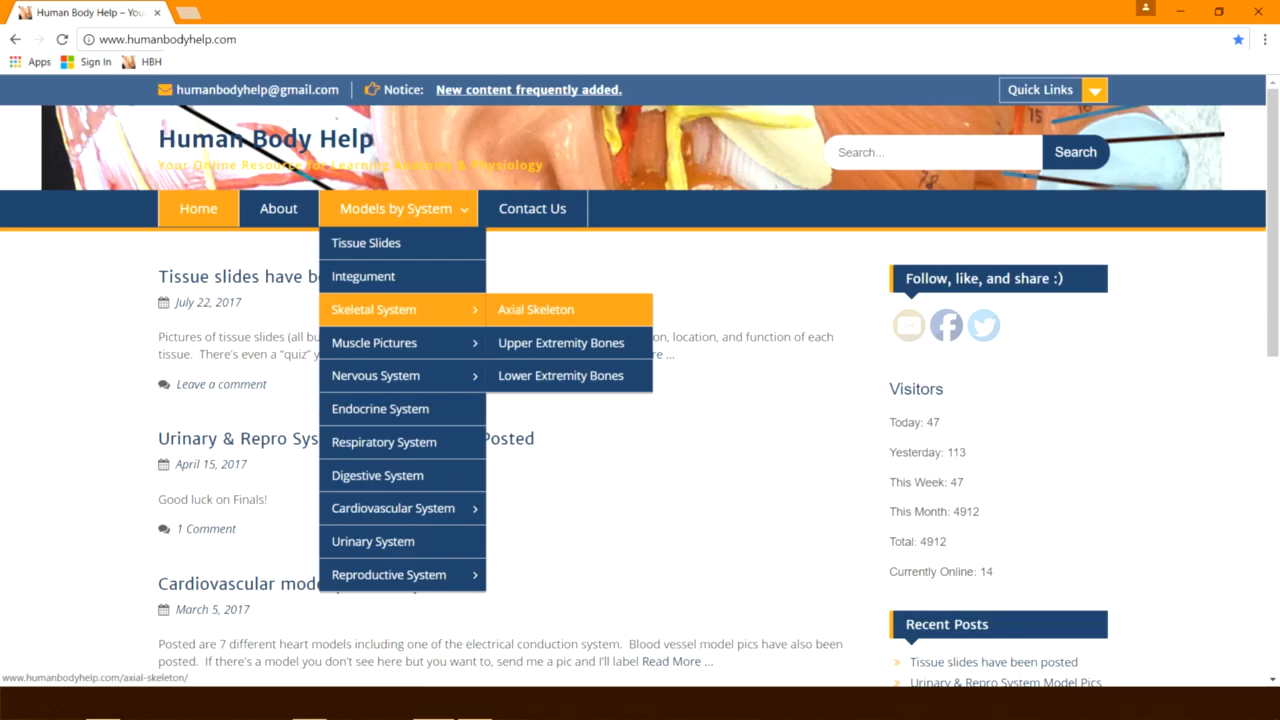 Human Body Help – You
www.humanbodyhelp.com
Apps Sign In HBH
humanbodyhelp@gmail.com Notice: New content frequently added. Quick Links
Human Body Help
Your Online Resource for Learning Anatomy & Physiology
Search... Search
Home About Models by System Contact Us
Tissue Slides
Integument
Skeletal System Axial Skeleton
Muscle Pictures Upper Extremity Bones
Nervous System Lower Extremity Bones
Endocrine System
Respiratory System
Digestive System
Cardiovascular System
Urinary System
Reproductive System
Tissue slides have b
July 22, 2017
Pictures of tissue slides (all bu on, location, and function of each
tissue. There's even a "quiz" y re ...
Leave a comment
Urinary & Repro Sys Posted
April 15, 2017
Good luck on Finals!
1 Comment
Cardiovascular mod
March 5, 2017
Posted are 7 different heart models including one of the electrical conduction system. Blood vessel model pics have also been
posted. If there's a model you don't see here but you want to, send me a pic and I'll label Read More ...
Follow, like, and share :)
Visitors
Today: 47
Yesterday: 113
This Week: 47
This Month: 4912
Total: 4912
Currently Online: 14
Recent Posts
Tissue slides have been posted
Urinary & Repro System Model Pics
www.humanbodyhelp.com/axial-skeleton/